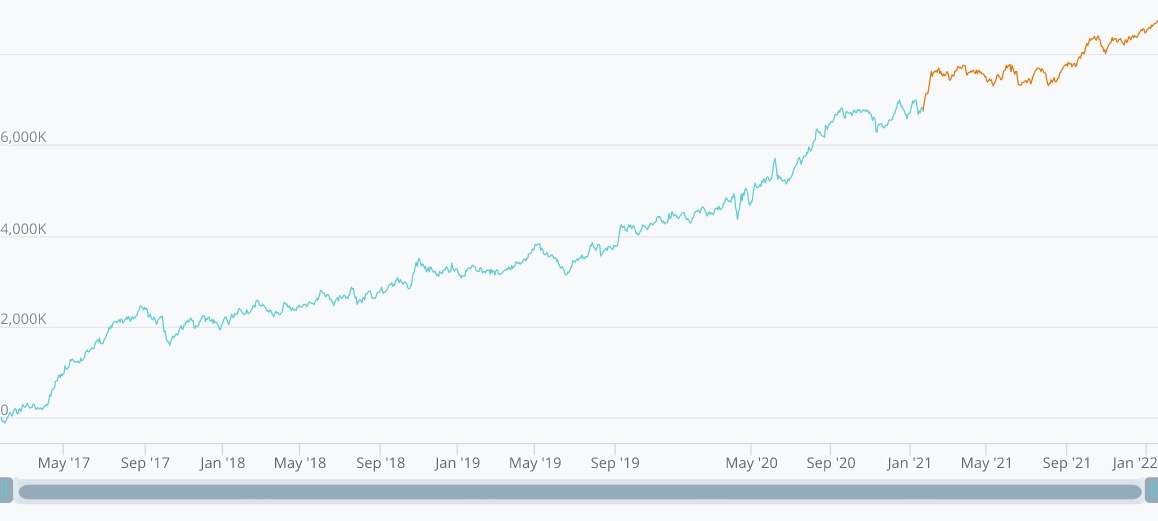 6,000K
4,000K
2,000K
0
May '17 Sep '17 Jan '18 May '18 Sep '18 Jan '19 May '19 Sep '19 May '20 Sep '20 Jan '21 May '21 Sep '21 Jan '22